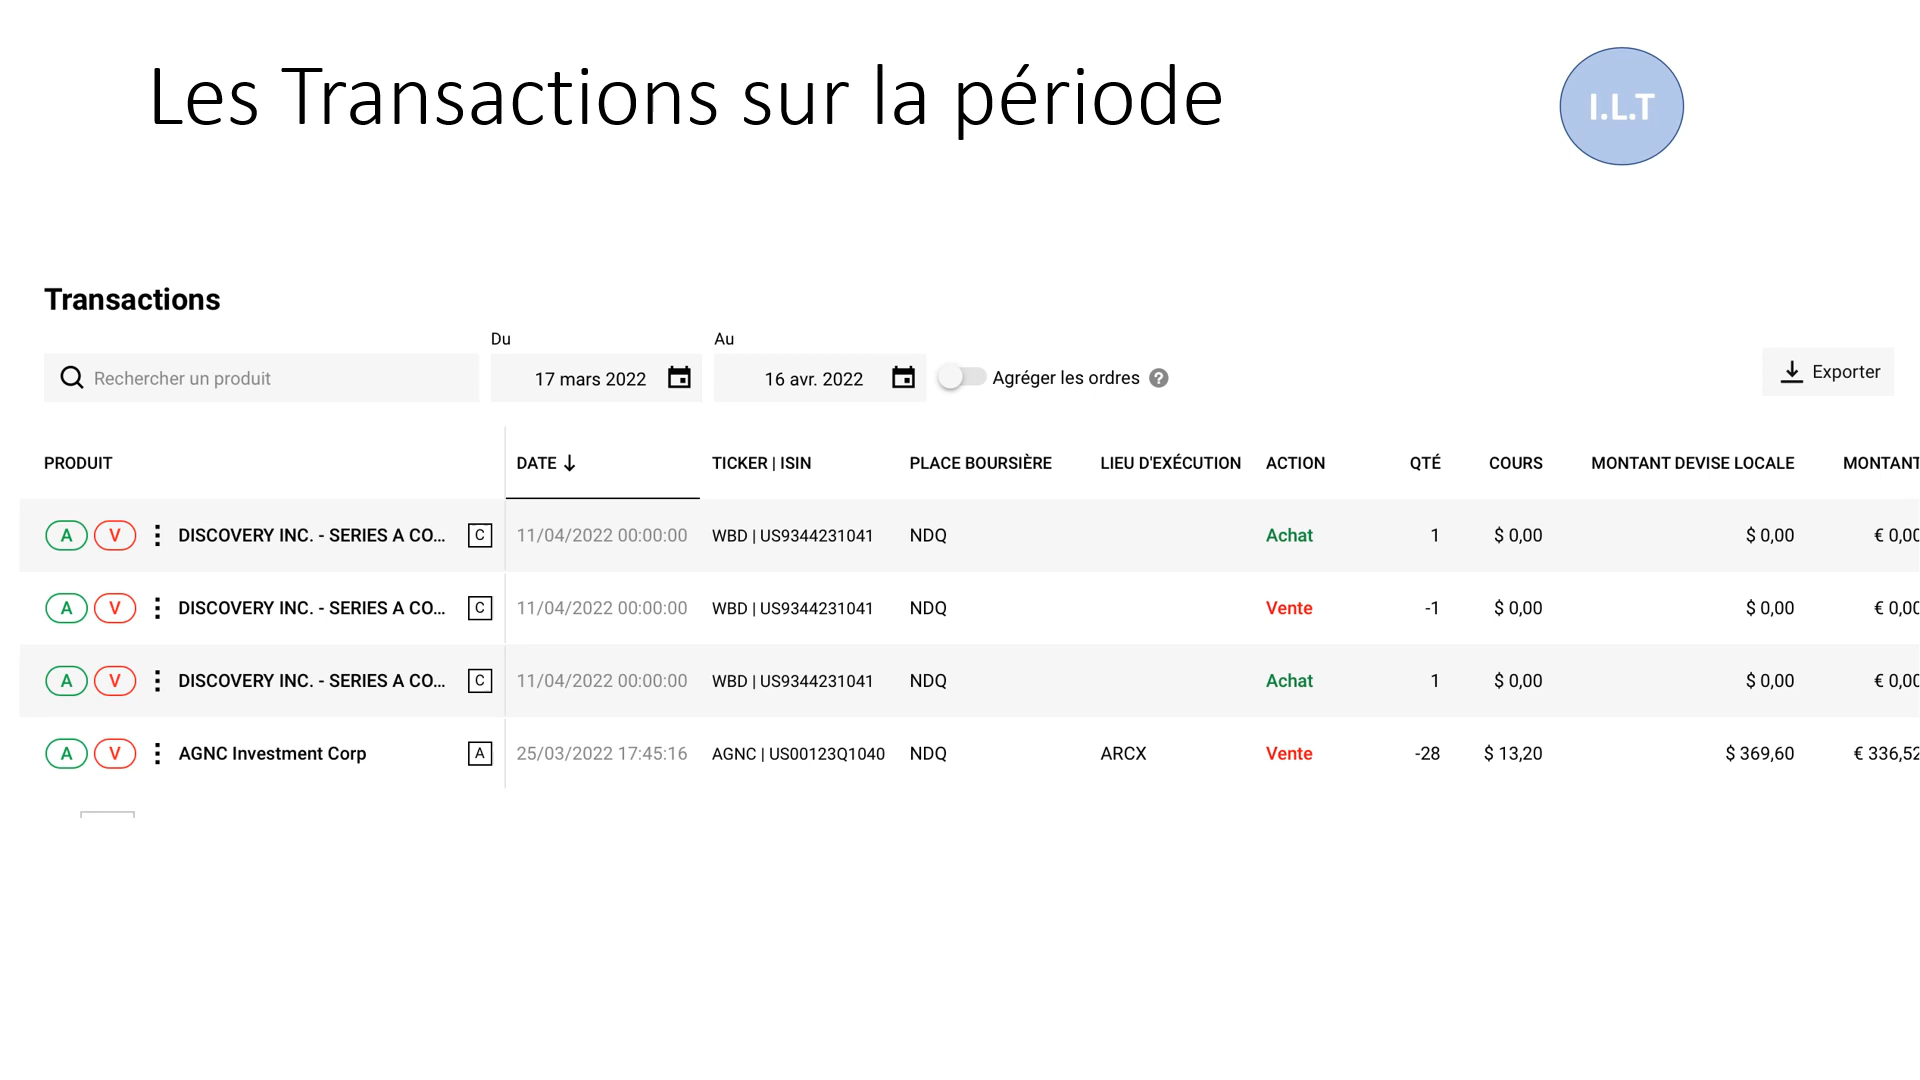 Les Transactions sur la période
I.L.T
Transactions
Du Au
Rechercher un produit 17 mars 2022 16 avr. 2022 Agréger les ordres ? Exporter
PRODUIT DATE TICKER | ISIN PLACE BOURSIÈRE LIEU D'EXÉCUTION ACTION QTÉ COURS MONTANT DEVISE LOCALE MONTANT
A V DISCOVERY INC. - SERIES A CO... C 11/04/2022 00:00:00 WBD | US9344231041 NDQ Achat 1 $ 0,00 $ 0,00 € 0,00
A V DISCOVERY INC. - SERIES A CO... C 11/04/2022 00:00:00 WBD | US9344231041 NDQ Vente -1 $ 0,00 $ 0,00 € 0,00
A V DISCOVERY INC. - SERIES A CO... C 11/04/2022 00:00:00 WBD | US9344231041 NDQ Achat 1 $ 0,00 $ 0,00 € 0,00
A V AGNC Investment Corp A 25/03/2022 17:45:16 AGNC | US00123Q1040 NDQ ARCX Vente -28 $ 13,20 $ 369,60 € 336,52